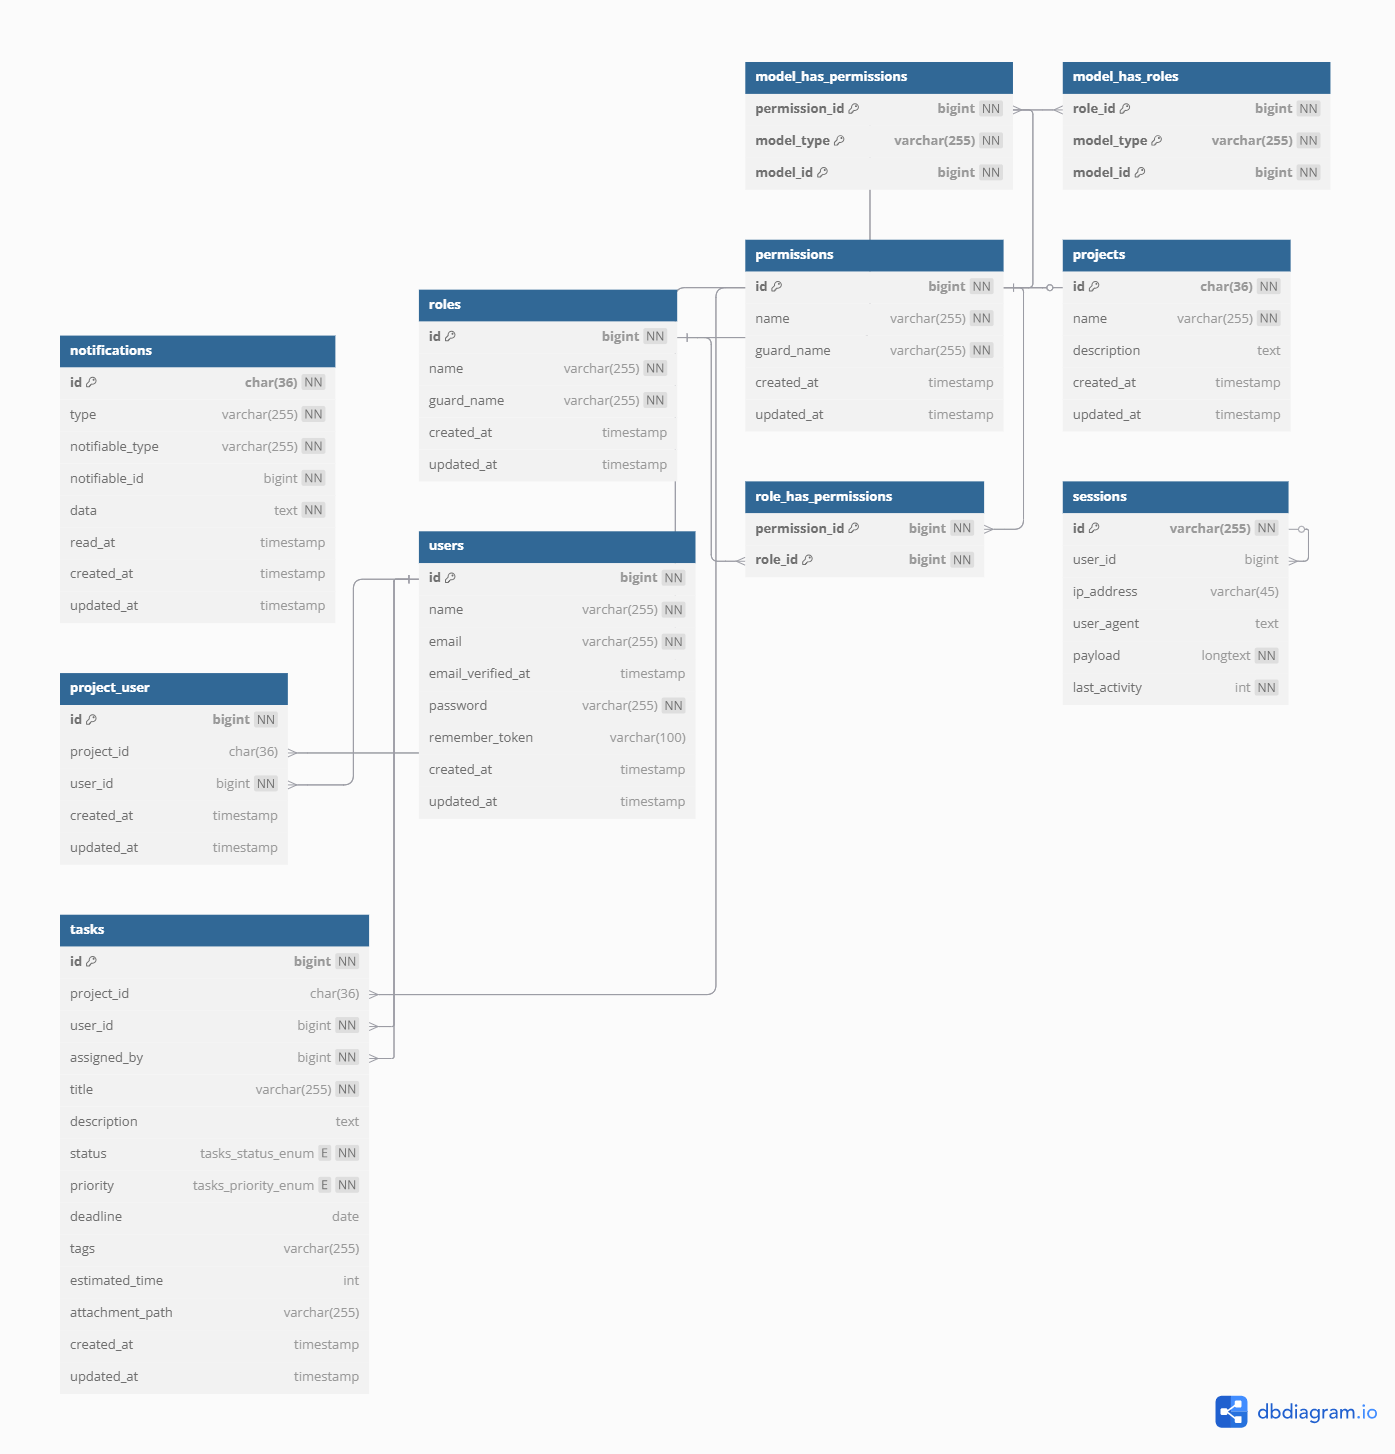 model_has_permissions
permission_id bigint NN
model_type varchar(255) NN
model_id bigint NN
model_has_roles
role_id bigint NN
model_type varchar(255) NN
model_id bigint NN
permissions
id bigint NN
name varchar(255) NN
guard_name varchar(255) NN
created_at timestamp
updated_at timestamp
projects
id char(36) NN
name varchar(255) NN
description text
created_at timestamp
updated_at timestamp
roles
id bigint NN
name varchar(255) NN
guard_name varchar(255) NN
created_at timestamp
updated_at timestamp
notifications
id char(36) NN
type varchar(255) NN
notifiable_type varchar(255) NN
notifiable_id bigint NN
data text NN
read_at timestamp
created_at timestamp
updated_at timestamp
role_has_permissions
permission_id bigint NN
role_id bigint NN
sessions
id varchar(255) NN
user_id bigint
ip_address varchar(45)
user_agent text
payload longtext NN
last_activity int NN
users
id bigint NN
name varchar(255) NN
email varchar(255) NN
email_verified_at timestamp
password varchar(255) NN
remember_token varchar(100)
created_at timestamp
updated_at timestamp
project_user
id bigint NN
project_id char(36)
user_id bigint NN
created_at timestamp
updated_at timestamp
tasks
id bigint NN
project_id char(36)
user_id bigint NN
assigned_by bigint NN
title varchar(255) NN
description text
status tasks_status_enum E NN
priority tasks_priority_enum E NN
deadline date
tags varchar(255)
estimated_time int
attachment_path varchar(255)
created_at timestamp
updated_at timestamp
dbdiagram.io